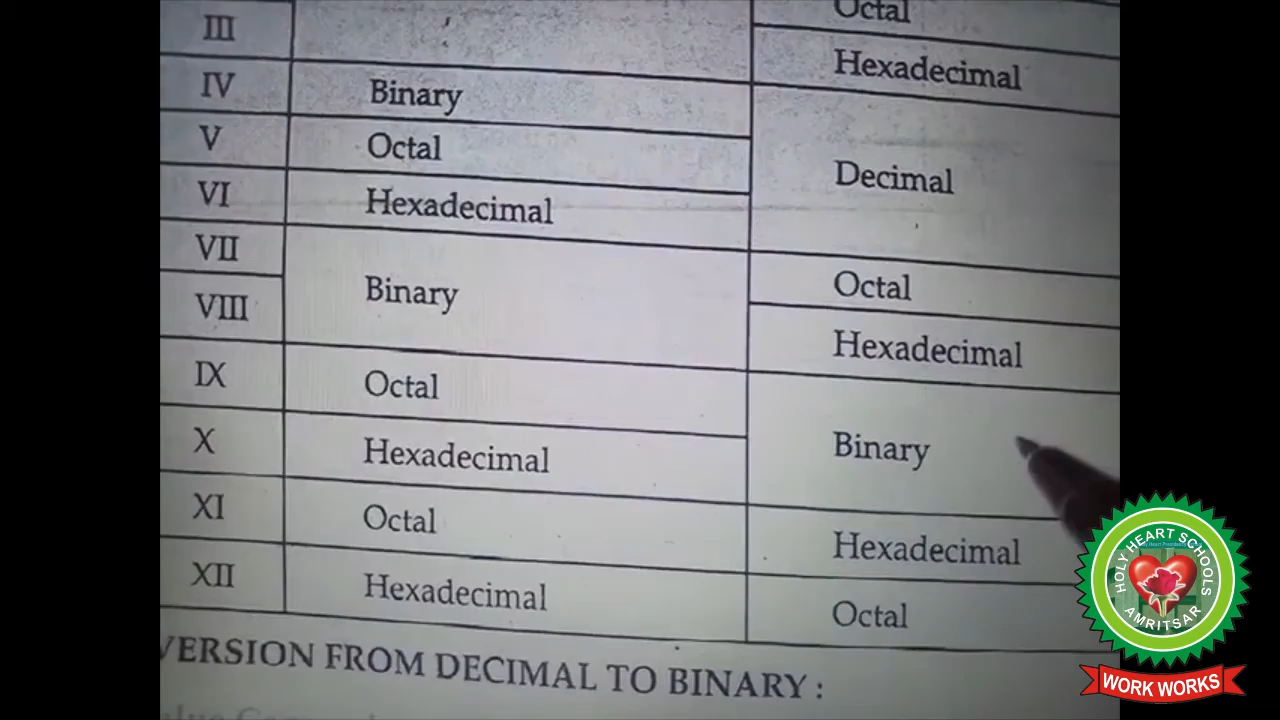 Octal
III
Hexadecimal
IV Binary
V Octal Decimal
VI Hexadecimal
VII Octal
Binary
VIII Hexadecimal
IX Octal
X Hexadecimal Binary
XI Octal Hexadecimal
XII Hexadecimal Octal
VERSION FROM DECIMAL TO BINARY :
HOLY HEART SCHOOLS
AMRITSAR
WORK WORKS